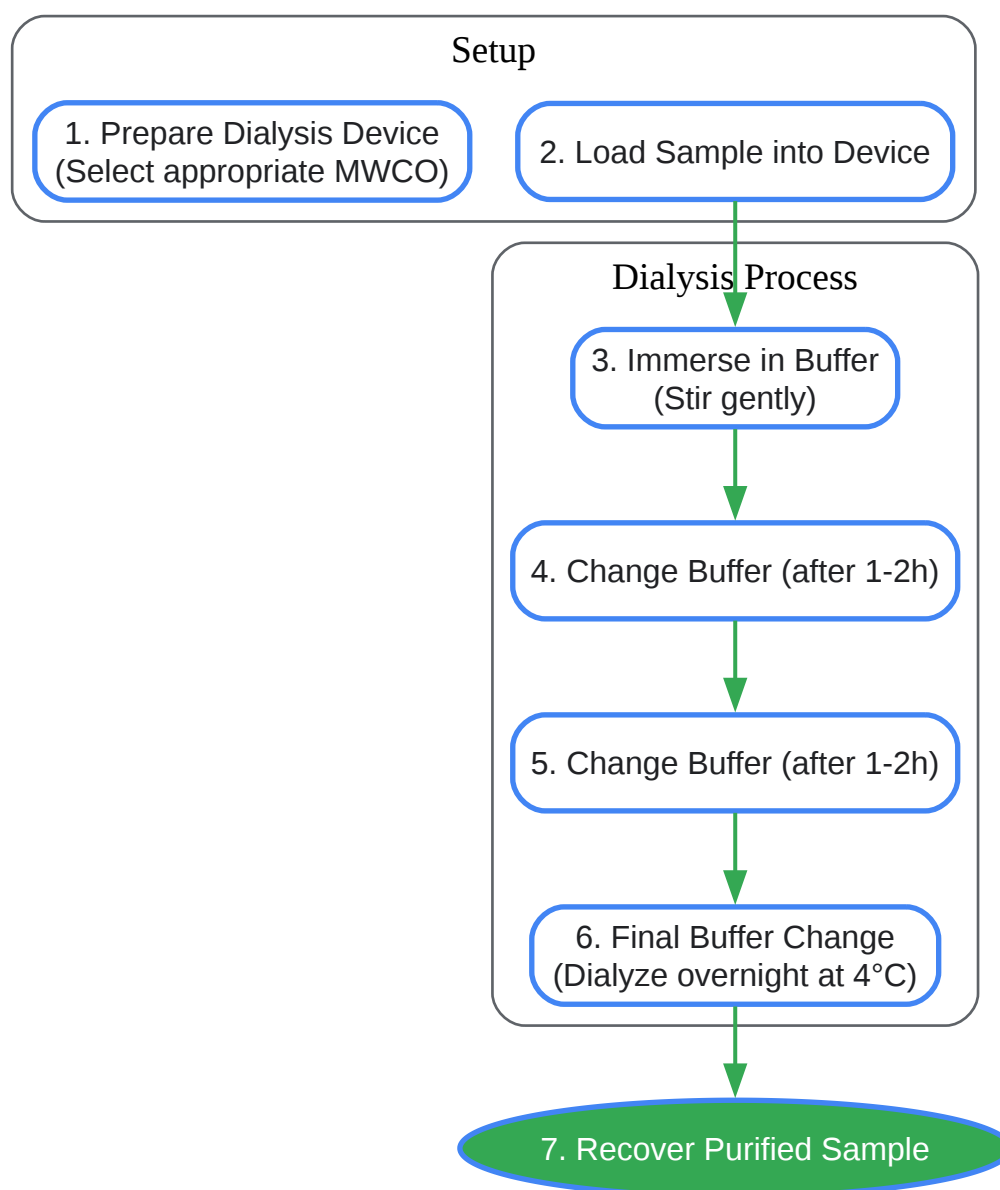 Setup
1. Prepare Dialysis Device
(Select appropriate MWCO)
2. Load Sample into Device
Dialysis Process
3. Immerse in Buffer
(Stir gently)
4. Change Buffer (after 1-2h)
5. Change Buffer (after 1-2h)
6. Final Buffer Change
(Dialyze overnight at 4°C)
7. Recover Purified Sample